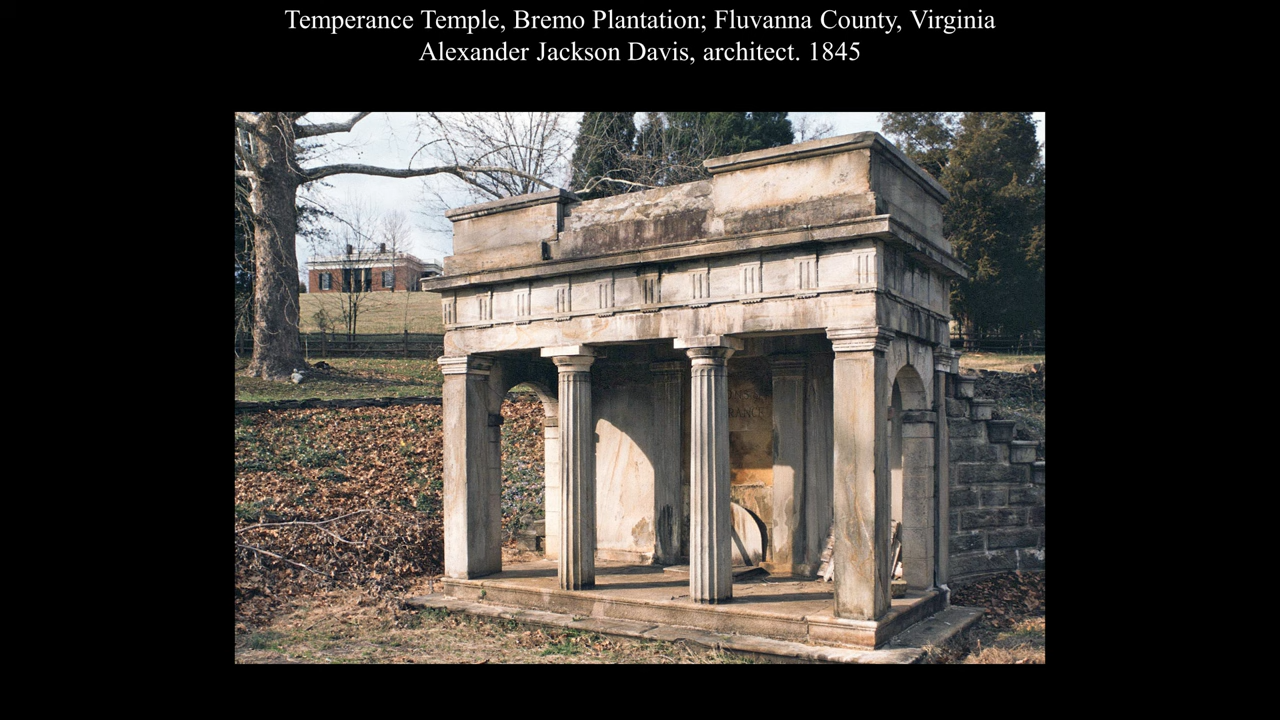 Temperance Temple, Bremo Plantation; Fluvanna County, Virginia
Alexander Jackson Davis, architect. 1845